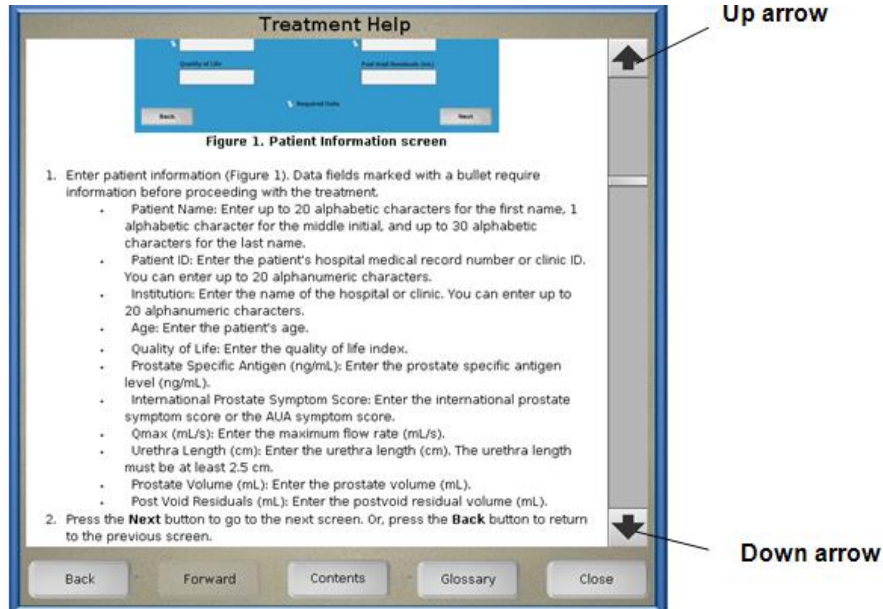 Treatment Help
Up arrow
Quality of Life
Post Void Residuals (mL)
Required Data
Back
Next
Figure 1. Patient Information screen
1. Enter patient information (Figure 1). Data fields marked with a bullet require
information before proceeding with the treatment.
• Patient Name: Enter up to 20 alphabetic characters for the first name, 1
alphabetic character for the middle initial, and up to 30 alphabetic
characters for the last name.
• Patient ID: Enter the patient's hospital medical record number or clinic ID.
You can enter up to 20 alphanumeric characters.
• Institution: Enter the name of the hospital or clinic. You can enter up to
20 alphanumeric characters.
• Age: Enter the patient's age.
• Quality of Life: Enter the quality of life index.
• Prostate Specific Antigen (ng/mL): Enter the prostate specific antigen
level (ng/mL).
• International Prostate Symptom Score: Enter the international prostate
symptom score or the AUA symptom score.
• Qmax (mL/s): Enter the maximum flow rate (mL/s).
• Urethra Length (cm): Enter the urethra length (cm). The urethra length
must be at least 2.5 cm.
• Prostate Volume (mL): Enter the prostate volume (mL).
• Post Void Residuals (mL): Enter the postvoid residual volume (mL).
2. Press the Next button to go to the next screen. Or, press the Back button to return
to the previous screen.
Down arrow
Back
Forward
Contents
Glossary
Close